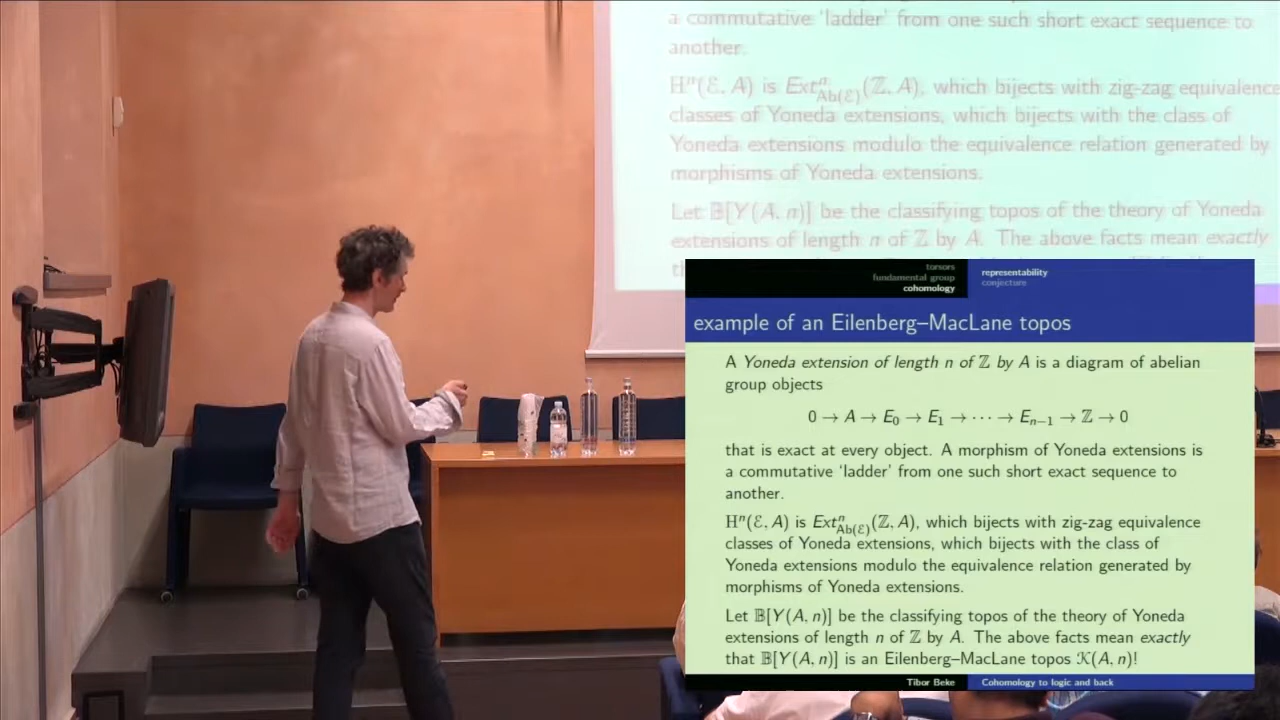 a commutative ‘ladder’ from one such short exact sequence to
another.
Hⁿ(ℰ, A) is Extⁿ_Ab(ℰ)(ℤ, A), which bijects with zig-zag equivalence
classes of Yoneda extensions, which bijects with the class of
Yoneda extensions modulo the equivalence relation generated by
morphisms of Yoneda extensions.
Let 𝔹[Y(A, n)] be the classifying topos of the theory of Yoneda
extensions of length n of ℤ by A. The above facts mean exactly
torsors
fundamental group
cohomology
representability
conjecture
example of an Eilenberg–MacLane topos
A Yoneda extension of length n of ℤ by A is a diagram of abelian
group objects
0 → A → E₀ → E₁ → ⋯ → Eₙ₋₁ → ℤ → 0
that is exact at every object. A morphism of Yoneda extensions is
a commutative ‘ladder’ from one such short exact sequence to
another.
Hⁿ(ℰ, A) is Extⁿ_Ab(ℰ)(ℤ, A), which bijects with zig-zag equivalence
classes of Yoneda extensions, which bijects with the class of
Yoneda extensions modulo the equivalence relation generated by
morphisms of Yoneda extensions.
Let 𝔹[Y(A, n)] be the classifying topos of the theory of Yoneda
extensions of length n of ℤ by A. The above facts mean exactly
that 𝔹[Y(A, n)] is an Eilenberg–MacLane topos 𝒦(A, n)!
Tibor Beke
Cohomology to logic and back